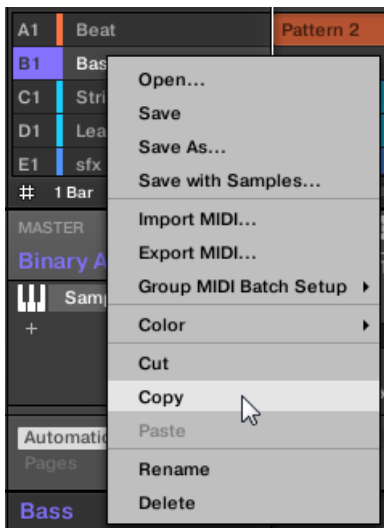 A1 Beat Pattern 2
B1 Bas
C1 Stri
D1 Lea
E1 sfx
1 Bar
MASTER
Binary A
Samp
+
Automatic
Pages
Bass
Open...
Save
Save As...
Save with Samples...
Import MIDI...
Export MIDI...
Group MIDI Batch Setup
Color
Cut
Copy
Paste
Rename
Delete